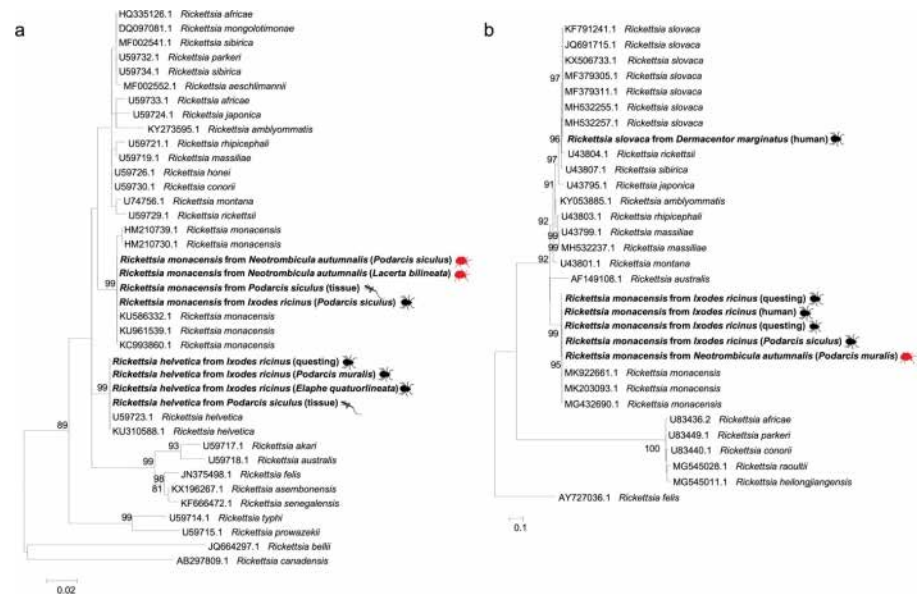 a
HQ335126.1 Rickettsia africae
DQ097081.1 Rickettsia mongolotimonae
MF002541.1 Rickettsia sibirica
U59732.1 Rickettsia parkeri
U59734.1 Rickettsia sibirica
MF002552.1 Rickettsia aeschlimannii
U59733.1 Rickettsia africae
U59724.1 Rickettsia japonica
KY273595.1 Rickettsia amblyommatis
U59721.1 Rickettsia rhipicephali
U59719.1 Rickettsia massiliae
U59726.1 Rickettsia honei
U59730.1 Rickettsia conorii
U74756.1 Rickettsia montana
U59729.1 Rickettsia rickettsii
HM210739.1 Rickettsia monacensis
HM210730.1 Rickettsia monacensis
Rickettsia monacensis from Neotrombicula autumnalis (Podarcis siculus)
Rickettsia monacensis from Neotrombicula autumnalis (Lacerta bilineata)
99 Rickettsia monacensis from Podarcis siculus (tissue)
Rickettsia monacensis from Ixodes ricinus (Podarcis siculus)
KU586332.1 Rickettsia monacensis
KU961539.1 Rickettsia monacensis
KC993860.1 Rickettsia monacensis
Rickettsia helvetica from Ixodes ricinus (questing)
Rickettsia helvetica from Ixodes ricinus (Podarcis muralis)
99 Rickettsia helvetica from Ixodes ricinus (Elaphe quatuorlineata)
Rickettsia helvetica from Podarcis siculus (tissue)
U59723.1 Rickettsia helvetica
89
KU310588.1 Rickettsia helvetica
93 U59717.1 Rickettsia akari
99 U59718.1 Rickettsia australis
98 JN375498.1 Rickettsia felis
81 KX196267.1 Rickettsia asembonensis
KF666472.1 Rickettsia senegalensis
99 U59714.1 Rickettsia typhi
U59715.1 Rickettsia prowazekii
JQ664297.1 Rickettsia bellii
AB297809.1 Rickettsia canadensis
0.02
b
KF791241.1 Rickettsia slovaca
JQ691715.1 Rickettsia slovaca
KX506733.1 Rickettsia slovaca
97 MF379305.1 Rickettsia slovaca
MF379311.1 Rickettsia slovaca
MH532255.1 Rickettsia slovaca
MH532257.1 Rickettsia slovaca
96 Rickettsia slovaca from Dermacentor marginatus (human)
97 U43804.1 Rickettsia rickettsii
U43807.1 Rickettsia sibirica
91 U43795.1 Rickettsia japonica
KY053885.1 Rickettsia amblyommatis
92 U43803.1 Rickettsia rhipicephali
99 U43799.1 Rickettsia massiliae
99 MH532237.1 Rickettsia massiliae
92 U43801.1 Rickettsia montana
AF149108.1 Rickettsia australis
Rickettsia monacensis from Ixodes ricinus (questing)
Rickettsia monacensis from Ixodes ricinus (human)
99 Rickettsia monacensis from Ixodes ricinus (questing)
Rickettsia monacensis from Ixodes ricinus (Podarcis siculus)
95 Rickettsia monacensis from Neotrombicula autumnalis (Podarcis muralis)
MK922661.1 Rickettsia monacensis
MK203093.1 Rickettsia monacensis
MG432690.1 Rickettsia monacensis
U83436.2 Rickettsia africae
U83449.1 Rickettsia parkeri
100 U83440.1 Rickettsia conorii
MG545028.1 Rickettsia raoultii
MG545011.1 Rickettsia heilongjiangensis
AY727036.1 Rickettsia felis
0.1